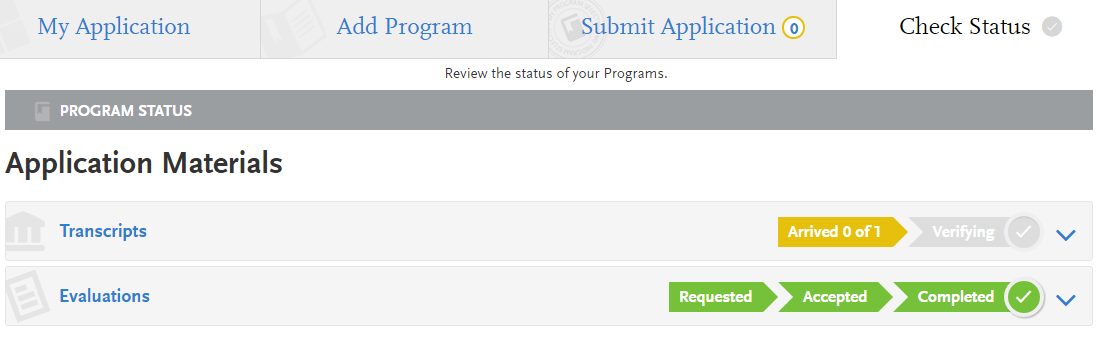 My Application
Add Program
Submit Application 0
Check Status
Review the status of your Programs.
PROGRAM STATUS
Application Materials
Transcripts
Arrived 0 of 1
Verifying
Evaluations
Requested
Accepted
Completed